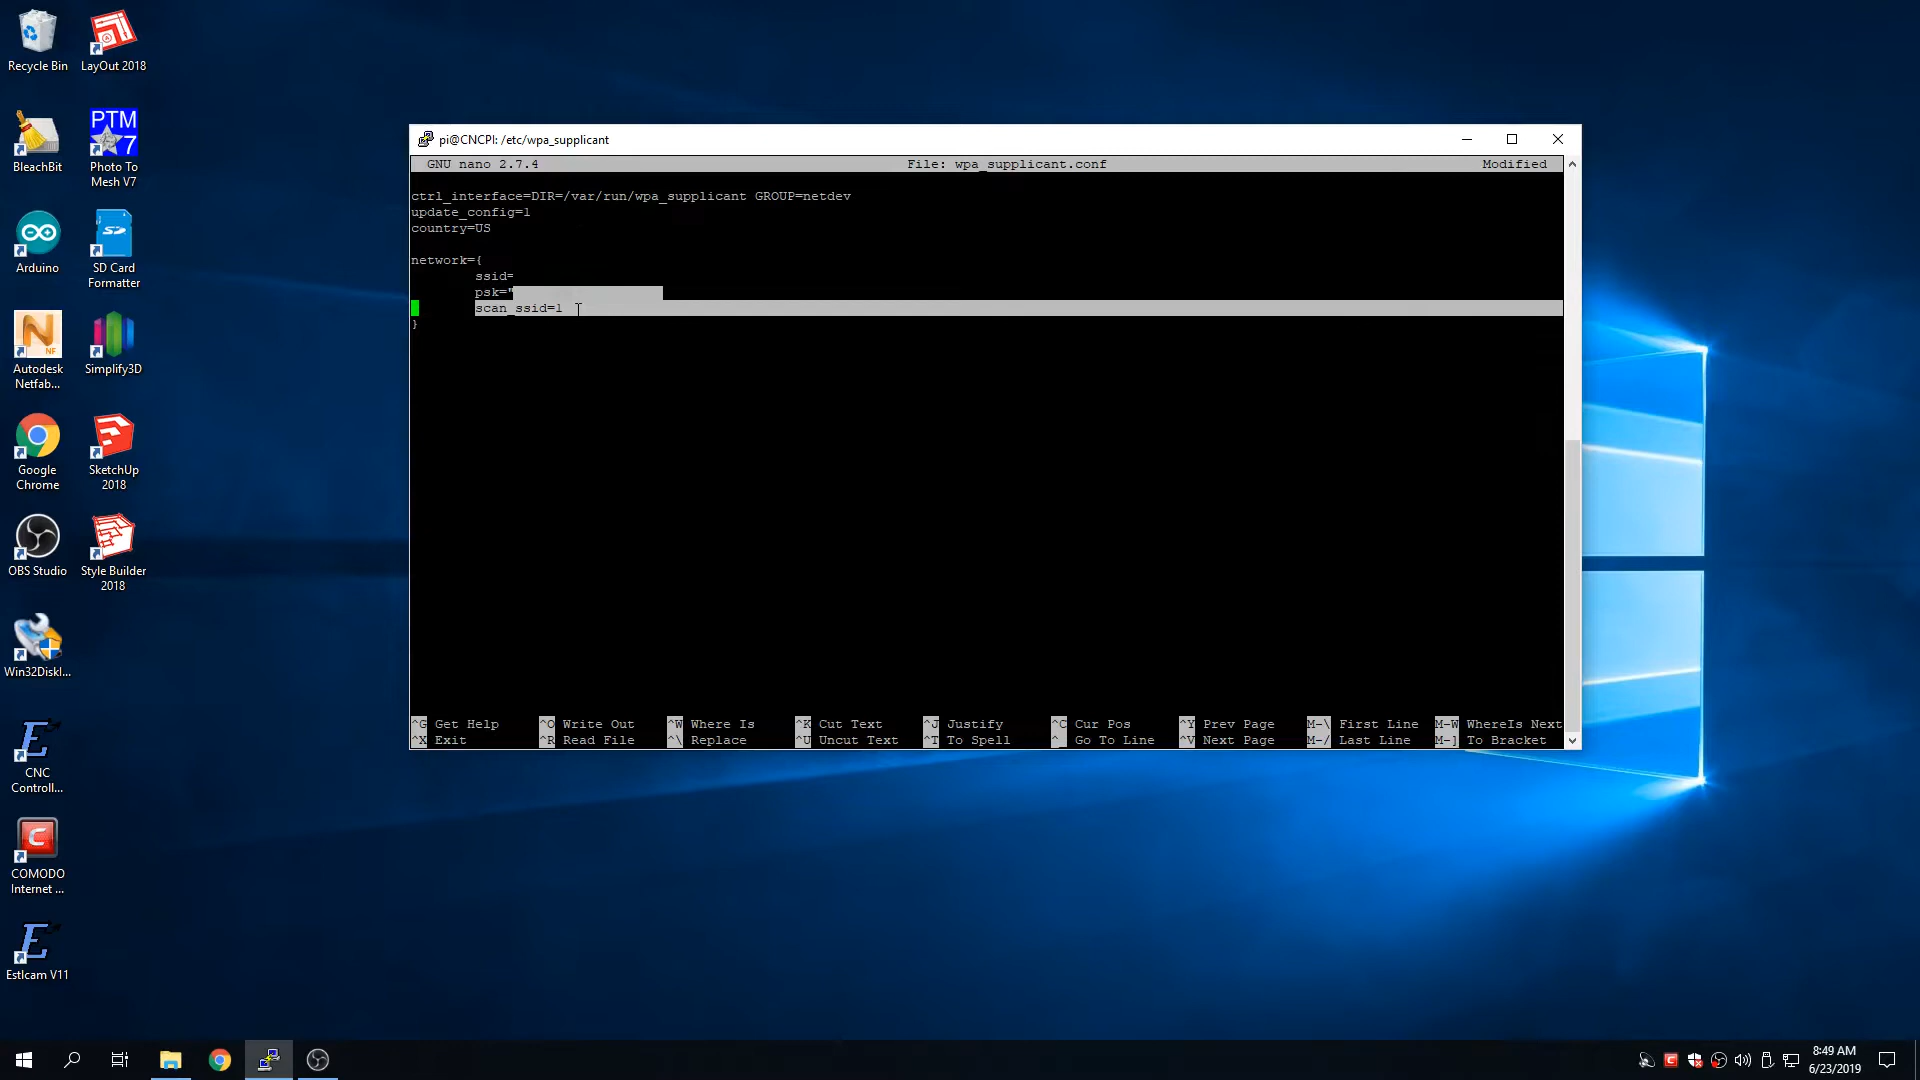 Recycle Bin
LayOut 2018
BleachBit
PTM
7
Photo To
Mesh V7
Arduino
SD
SD Card
Formatter
NF
Autodesk
Netfab...
Simplify3D
Google
Chrome
SketchUp
2018
OBS Studio
Style Builder
2018
Win32DiskI...
CNC
Controll...
COMODO
Internet ...
Estlcam V11
pi@CNCPI: /etc/wpa_supplicant
GNU nano 2.7.4 File: wpa_supplicant.conf Modified
ctrl_interface=DIR=/var/run/wpa_supplicant GROUP=netdev
update_config=1
country=US
network={
ssid=
psk="
scan_ssid=1
}
^G Get Help ^O Write Out ^W Where Is ^K Cut Text ^J Justify ^C Cur Pos ^Y Prev Page M-\ First Line M-W WhereIs Next
^X Exit ^R Read File ^\ Replace ^U Uncut Text ^T To Spell ^_ Go To Line ^V Next Page M-/ Last Line M-] To Bracket
8:49 AM
6/23/2019